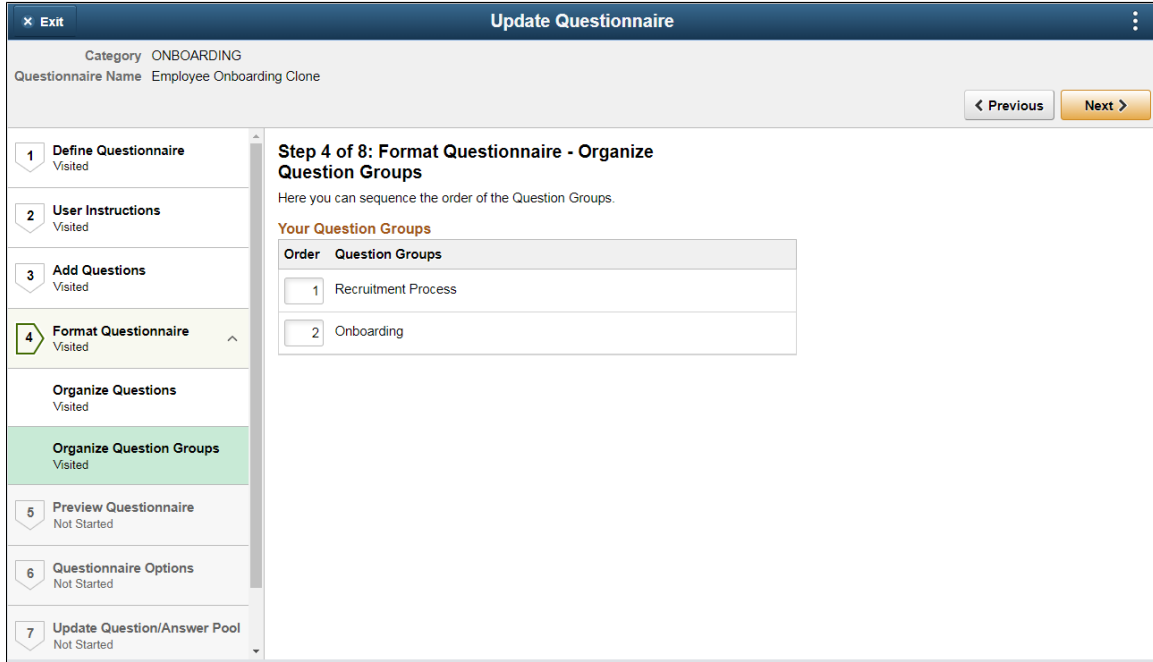 × Exit
Update Questionnaire
Category ONBOARDING
Questionnaire Name Employee Onboarding Clone
Previous
Next
1 Define Questionnaire
Visited
2 User Instructions
Visited
3 Add Questions
Visited
4 Format Questionnaire
Visited
Organize Questions
Visited
Organize Question Groups
Visited
5 Preview Questionnaire
Not Started
6 Questionnaire Options
Not Started
7 Update Question/Answer Pool
Not Started
Step 4 of 8: Format Questionnaire - Organize
Question Groups
Here you can sequence the order of the Question Groups.
Your Question Groups
Order Question Groups
1 Recruitment Process
2 Onboarding